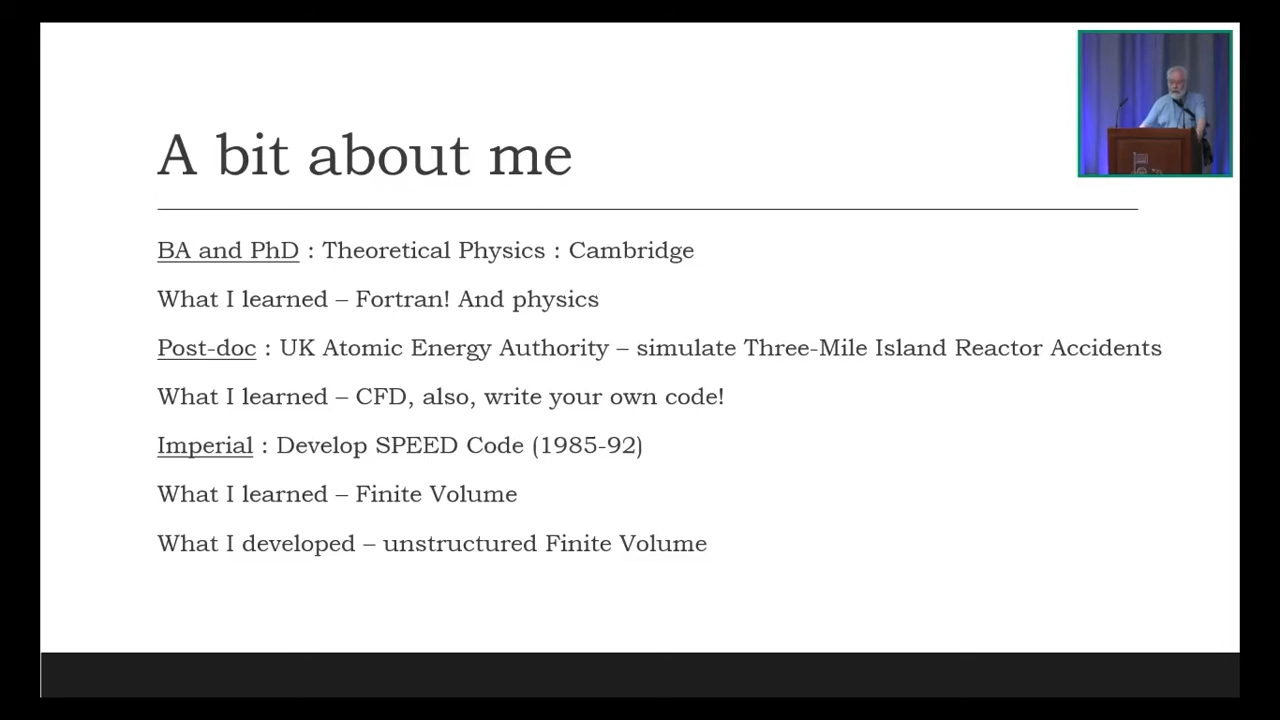 A bit about me
BA and PhD : Theoretical Physics : Cambridge
What I learned – Fortran! And physics
Post-doc : UK Atomic Energy Authority – simulate Three-Mile Island Reactor Accidents
What I learned – CFD, also, write your own code!
Imperial : Develop SPEED Code (1985-92)
What I learned – Finite Volume
What I developed – unstructured Finite Volume